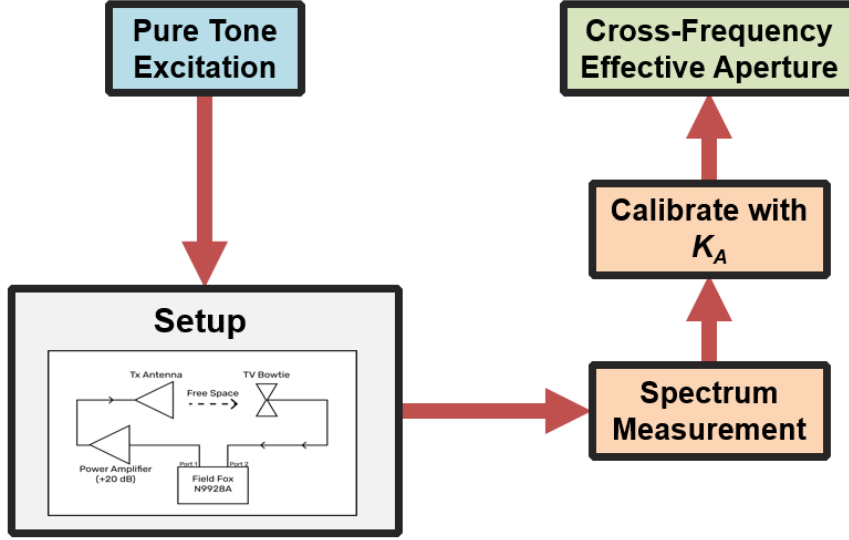 Pure Tone
Excitation
Cross-Frequency
Effective Aperture
Calibrate with
K_A
Setup
Tx Antenna
TV Bowtie
Free Space
Power Amplifier
(+20 dB)
Port 1
Port 2
Field Fox
N9928A
Spectrum
Measurement